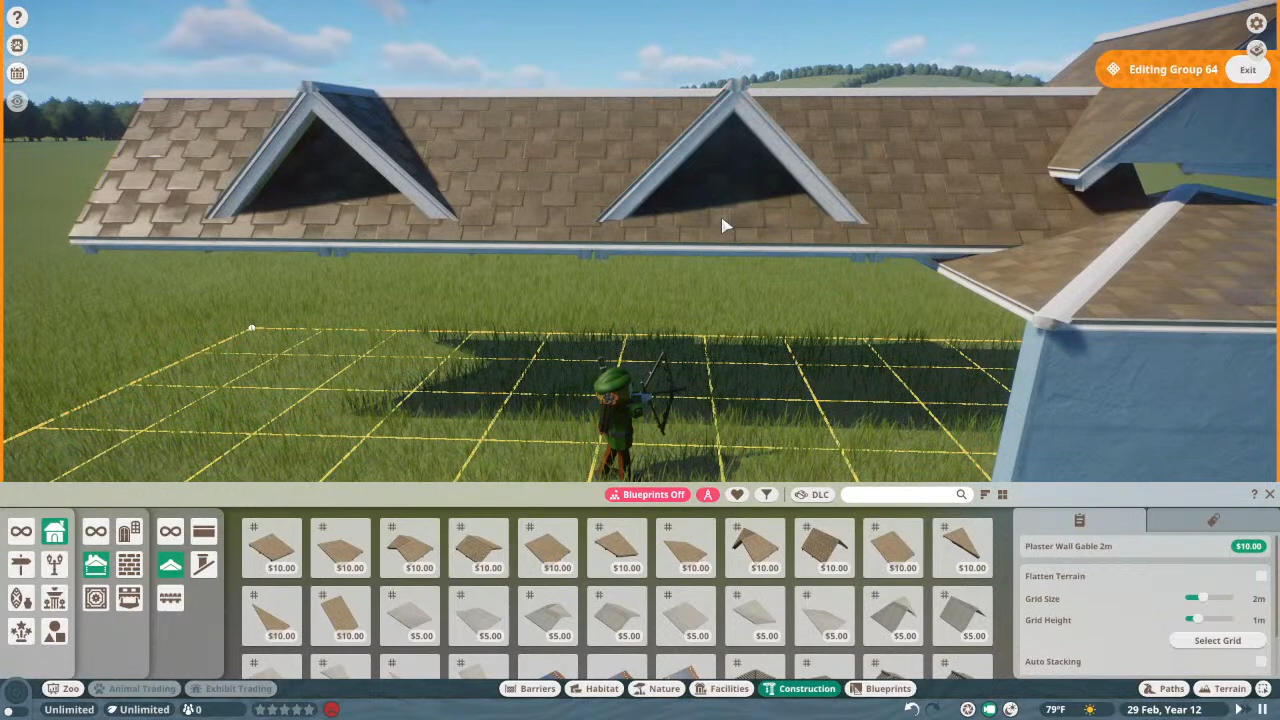 Editing Group 64
Exit
Blueprints Off
DLC
? ×
$10.00 $10.00 $10.00 $10.00 $10.00 $10.00 $10.00 $10.00 $10.00 $10.00 $10.00
$10.00 $10.00 $5.00 $5.00 $5.00 $5.00 $5.00 $5.00 $5.00 $5.00 $5.00
Plaster Wall Gable 2m $10.00
Flatten Terrain
Grid Size 2m
Grid Height 1m
Select Grid
Auto Stacking
Zoo Animal Trading Exhibit Trading Barriers Habitat Nature Facilities Construction Blueprints Paths Terrain
Unlimited Unlimited 0 79°F 29 Feb, Year 12